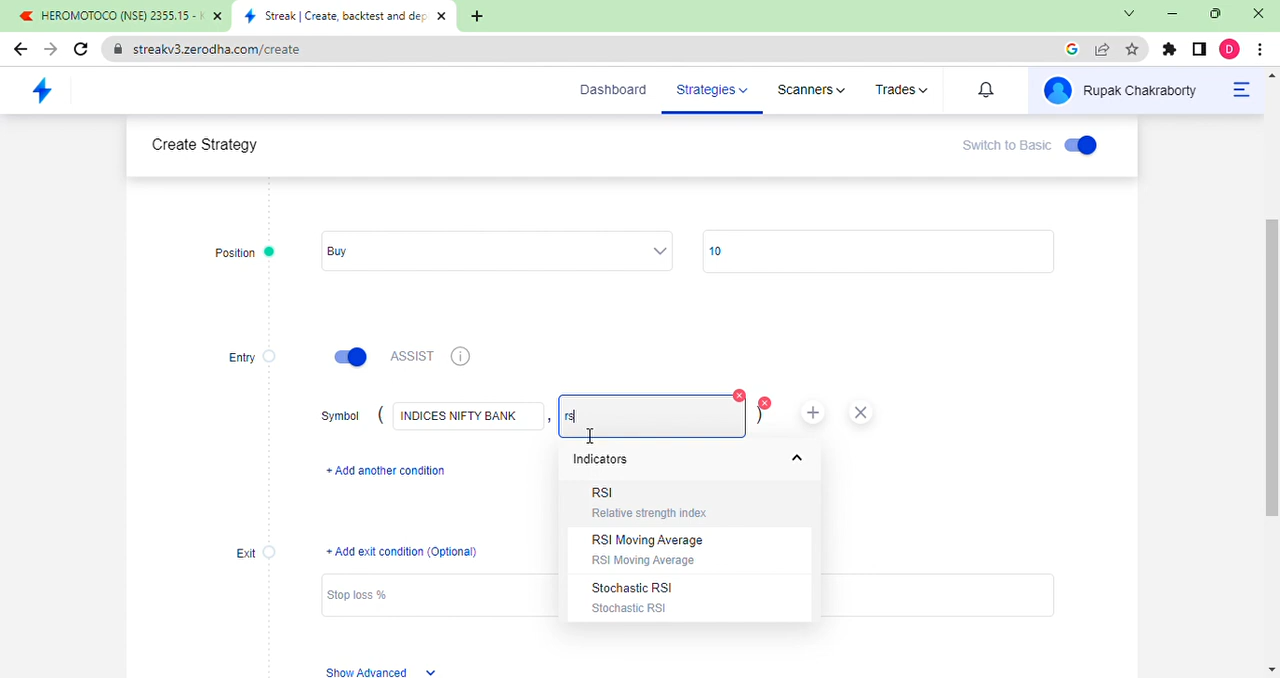 HEROMOTOCO (NSE) 2355.15 -
Streak | Create, backtest and dep
streakv3.zerodha.com/create
D
Dashboard
Strategies
Scanners
Trades
Rupak Chakraborty
Create Strategy
Switch to Basic
Position
Buy
10
Entry
ASSIST
Symbol ( INDICES NIFTY BANK , rs )
+ Add another condition
Indicators
RSI
Relative strength index
RSI Moving Average
RSI Moving Average
Stochastic RSI
Stochastic RSI
Exit
+ Add exit condition (Optional)
Stop loss %
Show Advanced